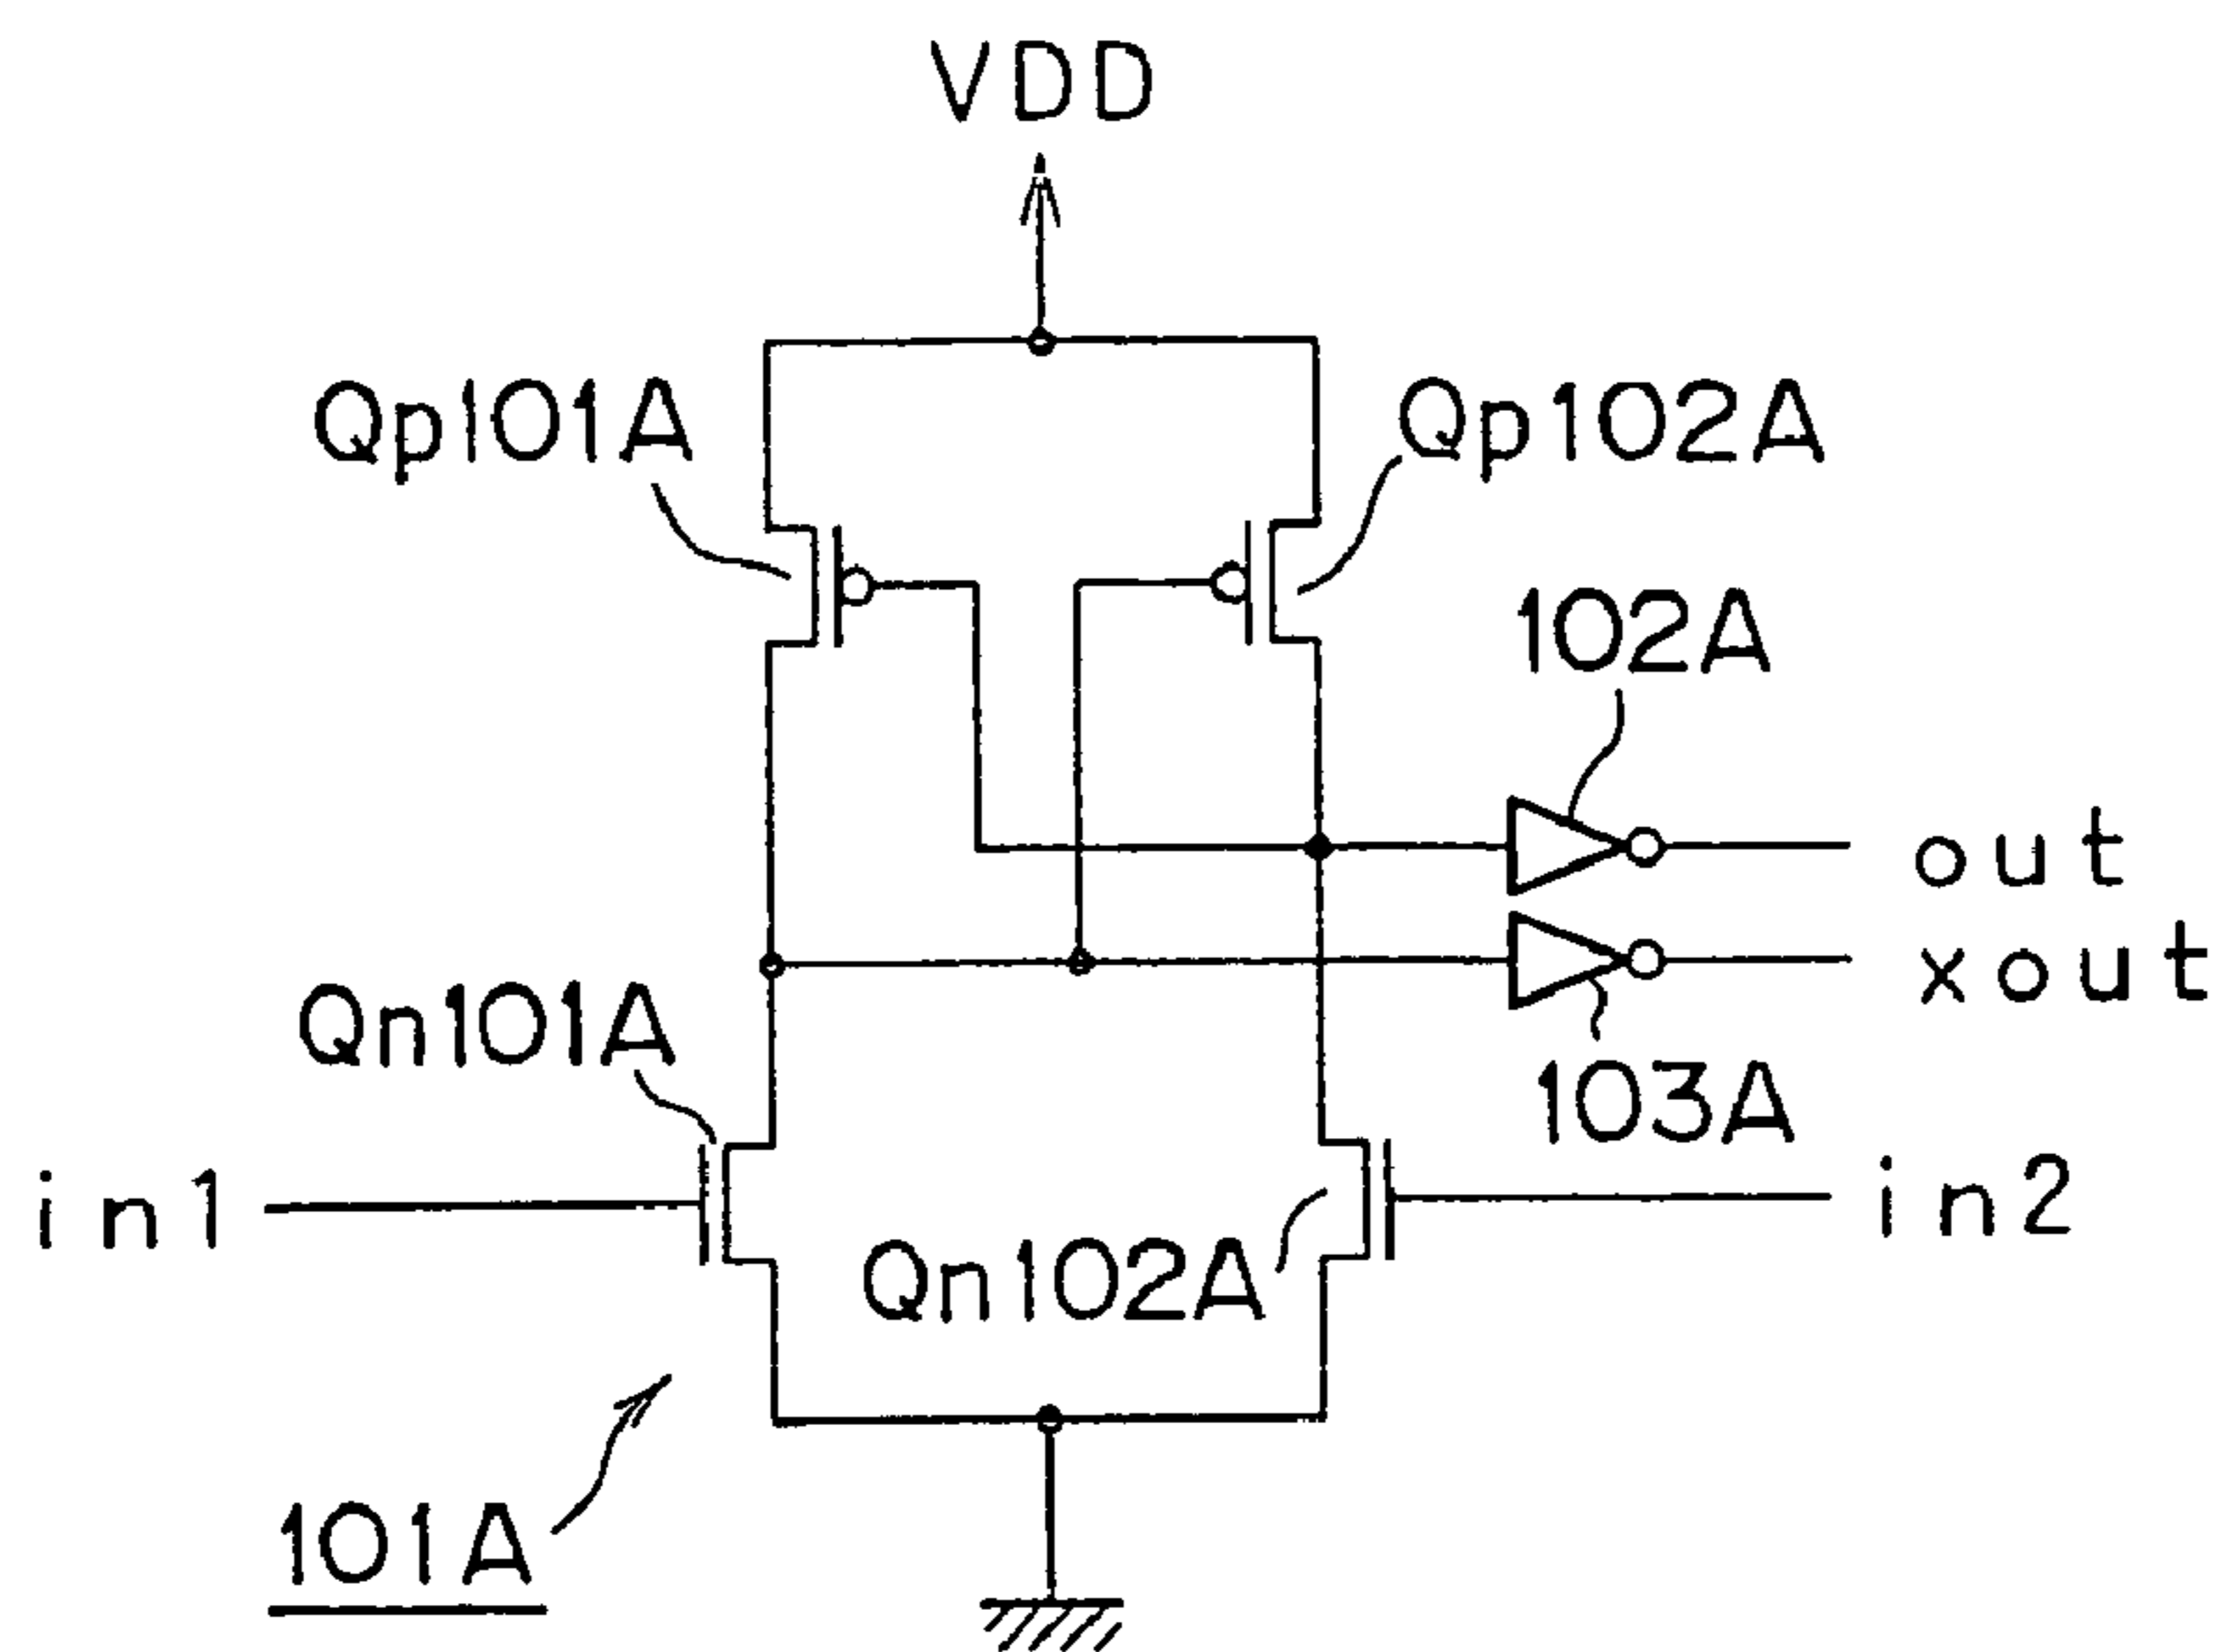 VDD
Qp101A
Qp102A
102A
out
xout
Qn101A
103A
in1
in2
Qn102A
101A